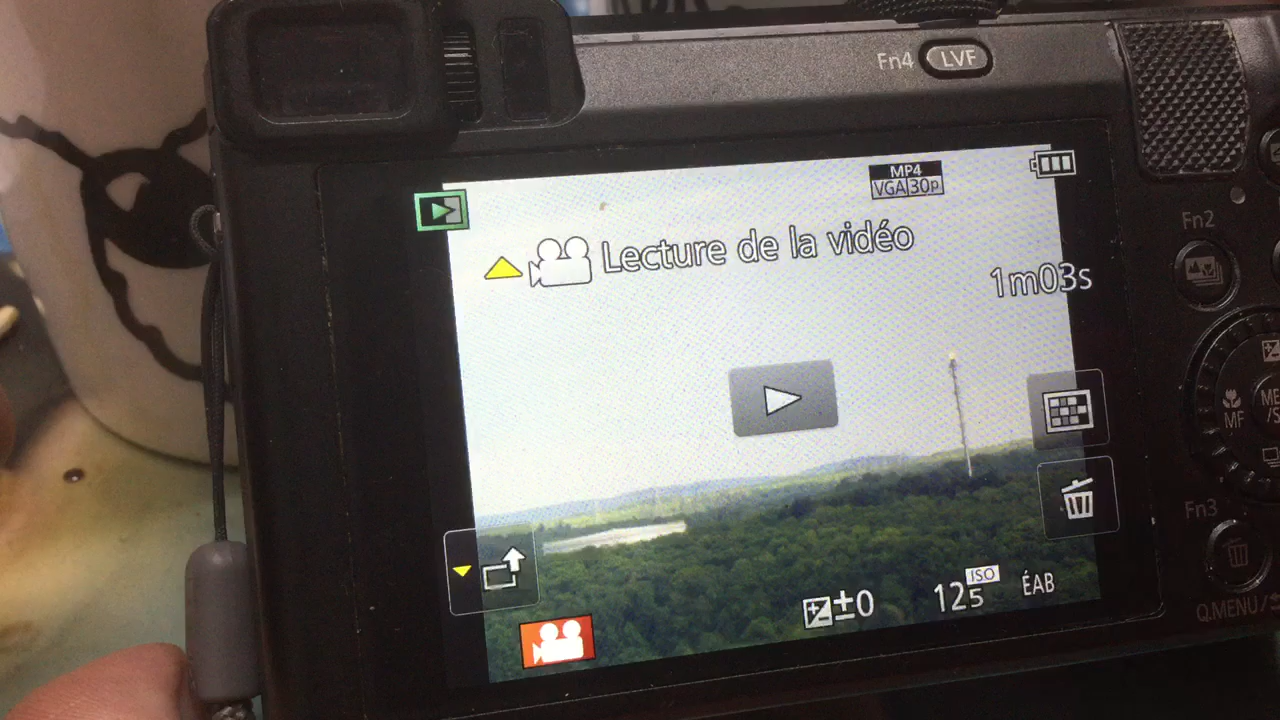 Fn4 LVF
MP4
VGA 30p
Lecture de la vidéo
1m03s
Fn2
MF
Fn3
±0
125 ISO ÉAB
Q.MENU/